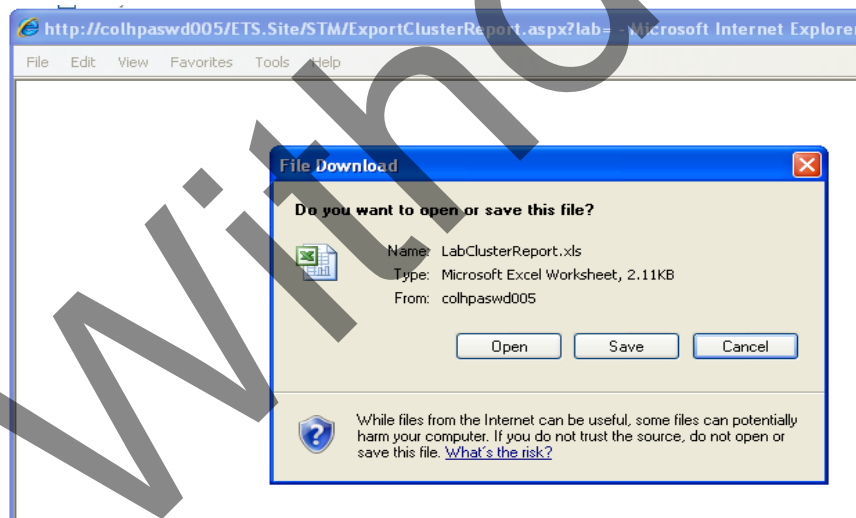 http://colhpaswd005/ETS.Site/STM/ExportClusterReport.aspx?lab= - Microsoft Internet Explorer
File Edit View Favorites Tools Help
File Download
Do you want to open or save this file?
Name: LabClusterReport.xls
Type: Microsoft Excel Worksheet, 2.11KB
From: colhpaswd005
Open Save Cancel
While files from the Internet can be useful, some files can potentially
harm your computer. If you do not trust the source, do not open or
save this file. What's the risk?